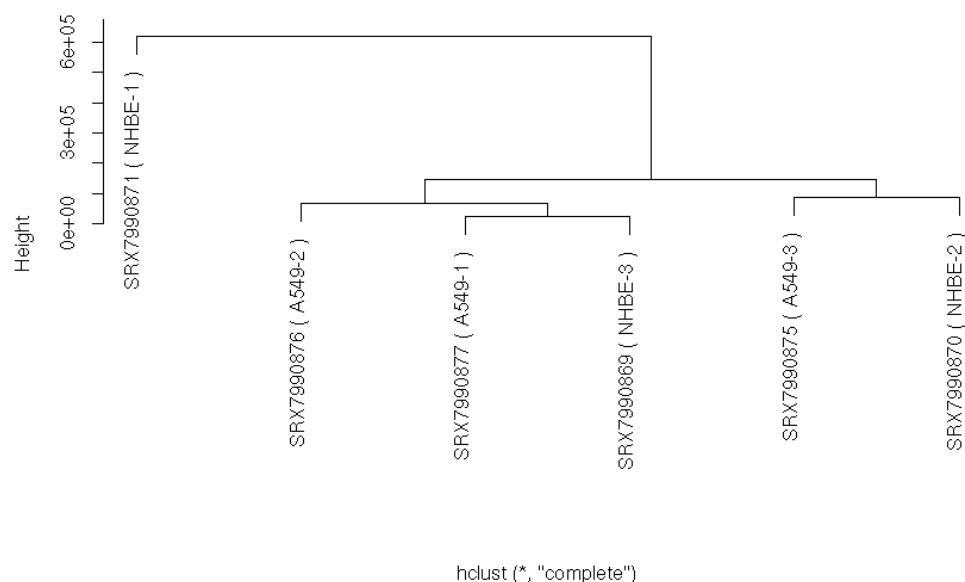 Height
6e+05
3e+05
0e+00
SRX7990871 ( NHBE-1 )
SRX7990876 ( A549-2 )
SRX7990877 ( A549-1 )
SRX7990869 ( NHBE-3 )
SRX7990875 ( A549-3 )
SRX7990870 ( NHBE-2 )
hclust (*, "complete")